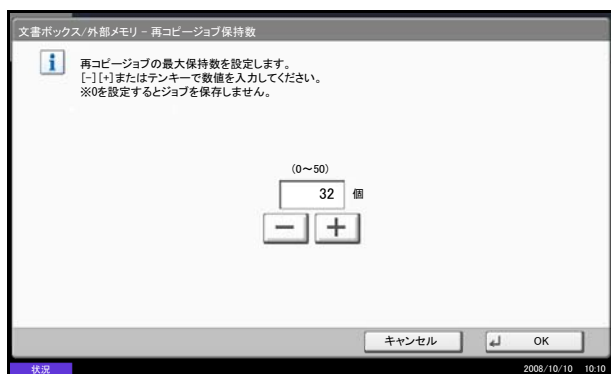 文書ボックス/外部メモリ - 再コピージョブ保持数
再コピージョブの最大保持数を設定します。
[-][+]またはテンキーで数値を入力してください。
※0を設定するとジョブを保存しません。
(0～50)
32 個
- +
キャンセル OK
状況 2008/10/10 10:10